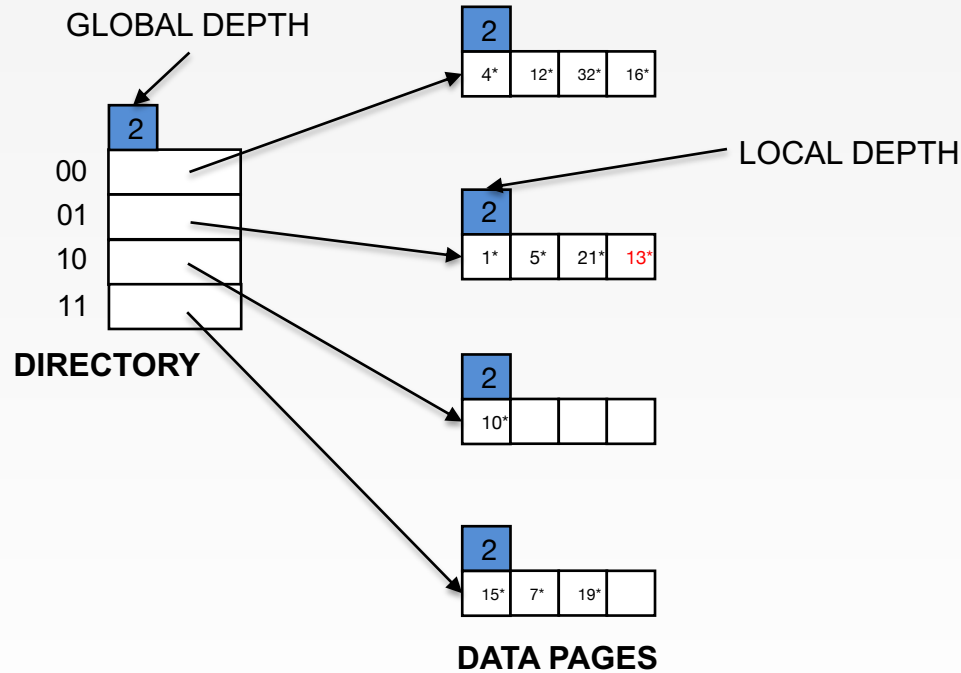 GLOBAL DEPTH
2
4* 12* 32* 16*
2
00
01
10
11
DIRECTORY
LOCAL DEPTH
2
1* 5* 21* 13*
2
10*
2
15* 7* 19*
DATA PAGES